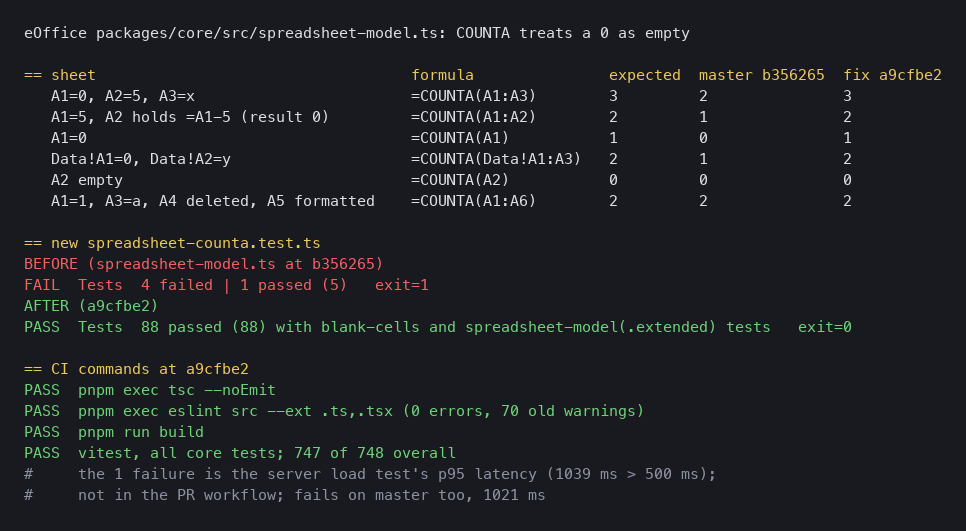 eOffice packages/core/src/spreadsheet-model.ts: COUNTA treats a 0 as empty
== sheet formula expected master b356265 fix a9cfbe2
A1=0, A2=5, A3=x =COUNTA(A1:A3) 3 2 3
A1=5, A2 holds =A1-5 (result 0) =COUNTA(A1:A2) 2 1 2
A1=0 =COUNTA(A1) 1 0 1
Data!A1=0, Data!A2=y =COUNTA(Data!A1:A3) 2 1 2
A2 empty =COUNTA(A2) 0 0 0
A1=1, A3=a, A4 deleted, A5 formatted =COUNTA(A1:A6) 2 2 2
== new spreadsheet-counta.test.ts
BEFORE (spreadsheet-model.ts at b356265)
FAIL Tests 4 failed | 1 passed (5) exit=1
AFTER (a9cfbe2)
PASS Tests 88 passed (88) with blank-cells and spreadsheet-model(.extended) tests exit=0
== CI commands at a9cfbe2
PASS pnpm exec tsc --noEmit
PASS pnpm exec eslint src --ext .ts,.tsx (0 errors, 70 old warnings)
PASS pnpm run build
PASS vitest, all core tests; 747 of 748 overall
# the 1 failure is the server load test's p95 latency (1039 ms > 500 ms);
# not in the PR workflow; fails on master too, 1021 ms